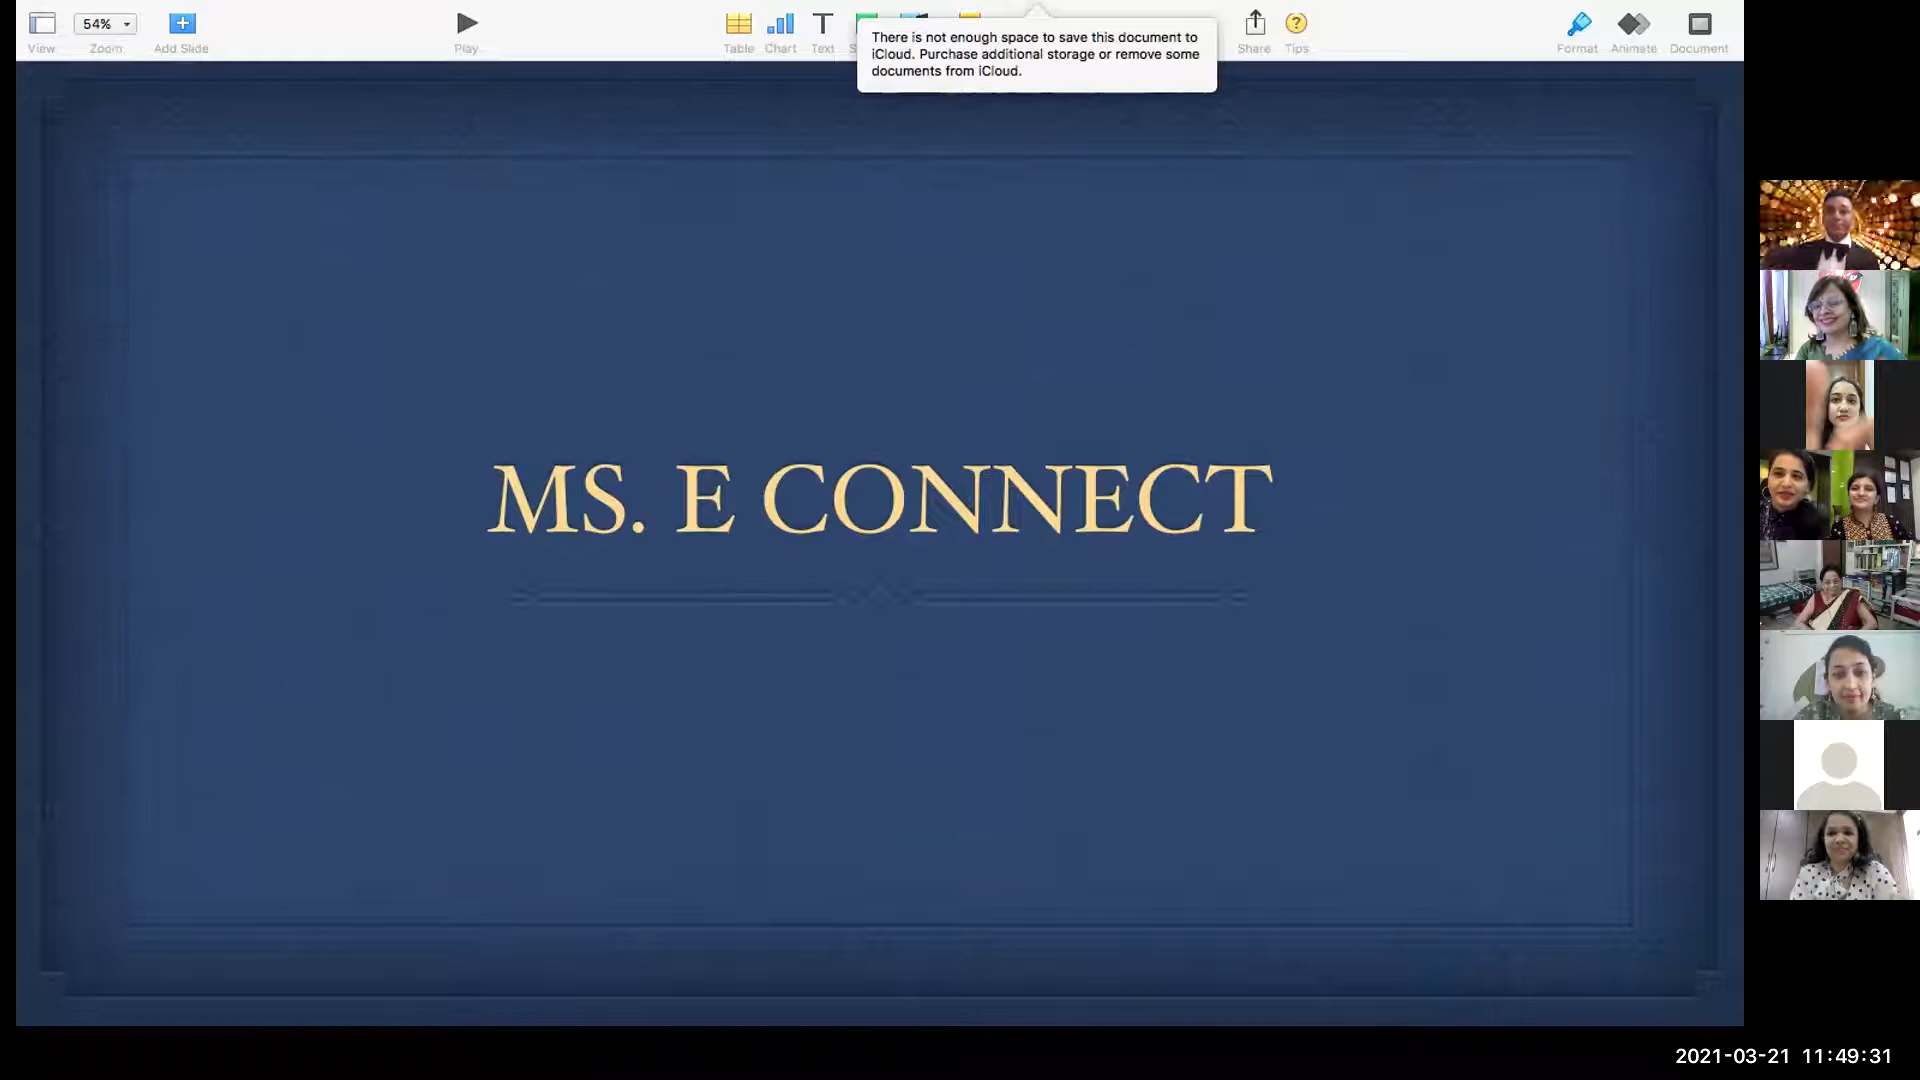 54%
View
Zoom
Add Slide
Play
Table
Chart
Text
Share
Tips
Format
Animate
Document
There is not enough space to save this document to
iCloud. Purchase additional storage or remove some
documents from iCloud.
MS. E CONNECT
2021-03-21 11:49:31